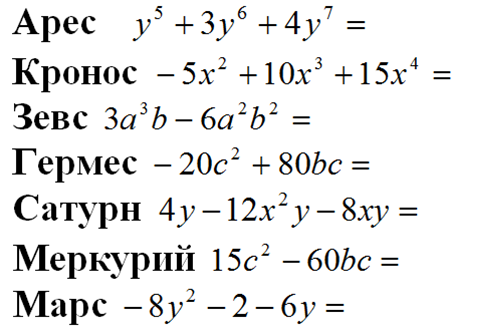 Арес y⁵ + 3y⁶ + 4y⁷ =
Кронос − 5x² + 10x³ + 15x⁴ =
Зевс 3a³b − 6a²b² =
Гермес − 20c² + 80bc =
Сатурн 4y − 12x²y − 8xy =
Меркурий 15c² − 60bc =
Марс − 8y² − 2 − 6y =